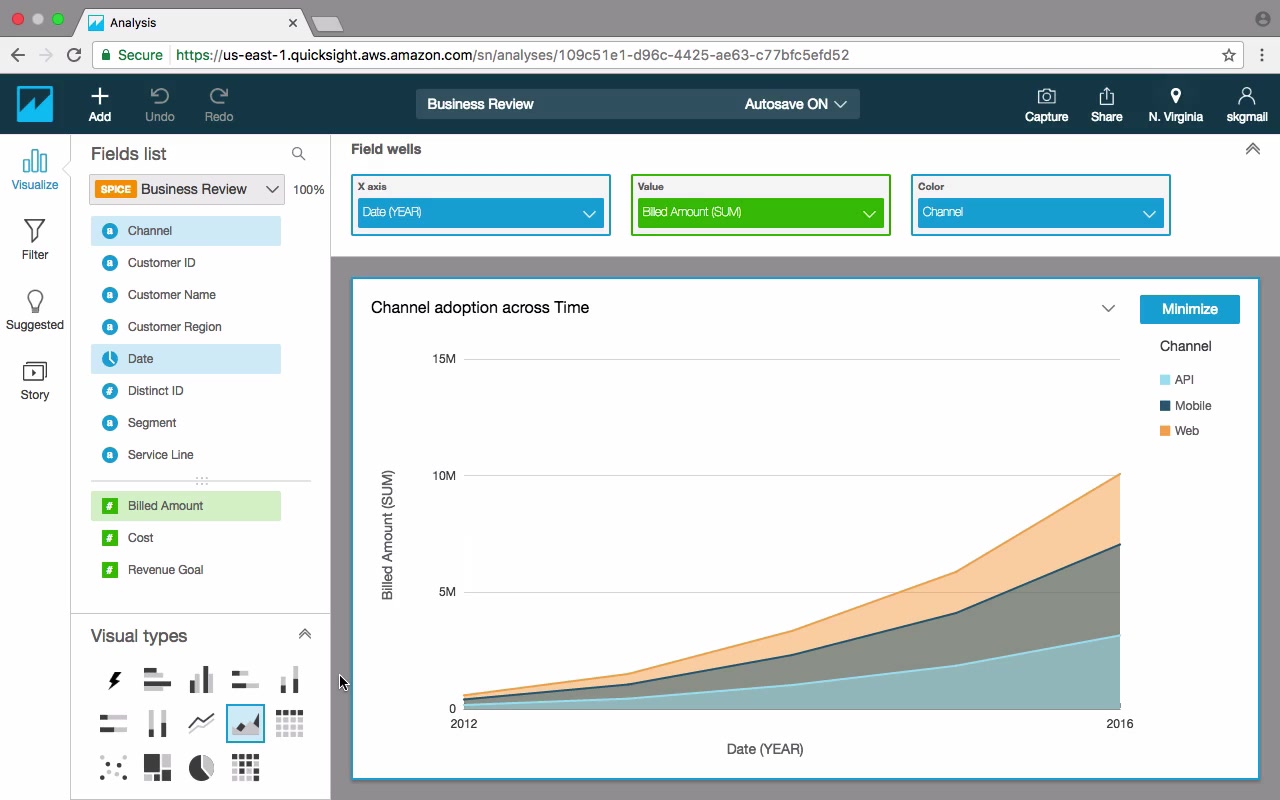 Analysis
Secure https://us-east-1.quicksight.aws.amazon.com/sn/analyses/109c51e1-d96c-4425-ae63-c77bfc5efd52
Add
Undo
Redo
Business Review
Autosave ON
Capture
Share
N. Virginia
skgmail
Visualize
Filter
Suggested
Story
Fields list
SPICE Business Review 100%
Channel
Customer ID
Customer Name
Customer Region
Date
Distinct ID
Segment
Service Line
Billed Amount
Cost
Revenue Goal
Visual types
Field wells
X axis
Date (YEAR)
Value
Billed Amount (SUM)
Color
Channel
Channel adoption across Time
Minimize
Channel
API
Mobile
Web
15M
10M
5M
0
Billed Amount (SUM)
2012
2016
Date (YEAR)